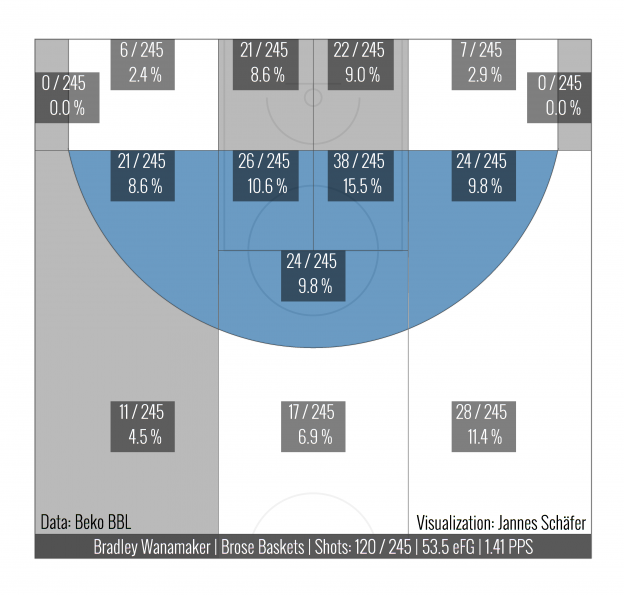 6 / 245
2.4 %
21 / 245
8.6 %
22 / 245
9.0 %
7 / 245
2.9 %
0 / 245
0.0 %
0 / 245
0.0 %
21 / 245
8.6 %
26 / 245
10.6 %
38 / 245
15.5 %
24 / 245
9.8 %
24 / 245
9.8 %
11 / 245
4.5 %
17 / 245
6.9 %
28 / 245
11.4 %
Data: Beko BBL
Visualization: Jannes Schäfer
Bradley Wanamaker | Brose Baskets | Shots: 120 / 245 | 53.5 eFG | 1.41 PPS